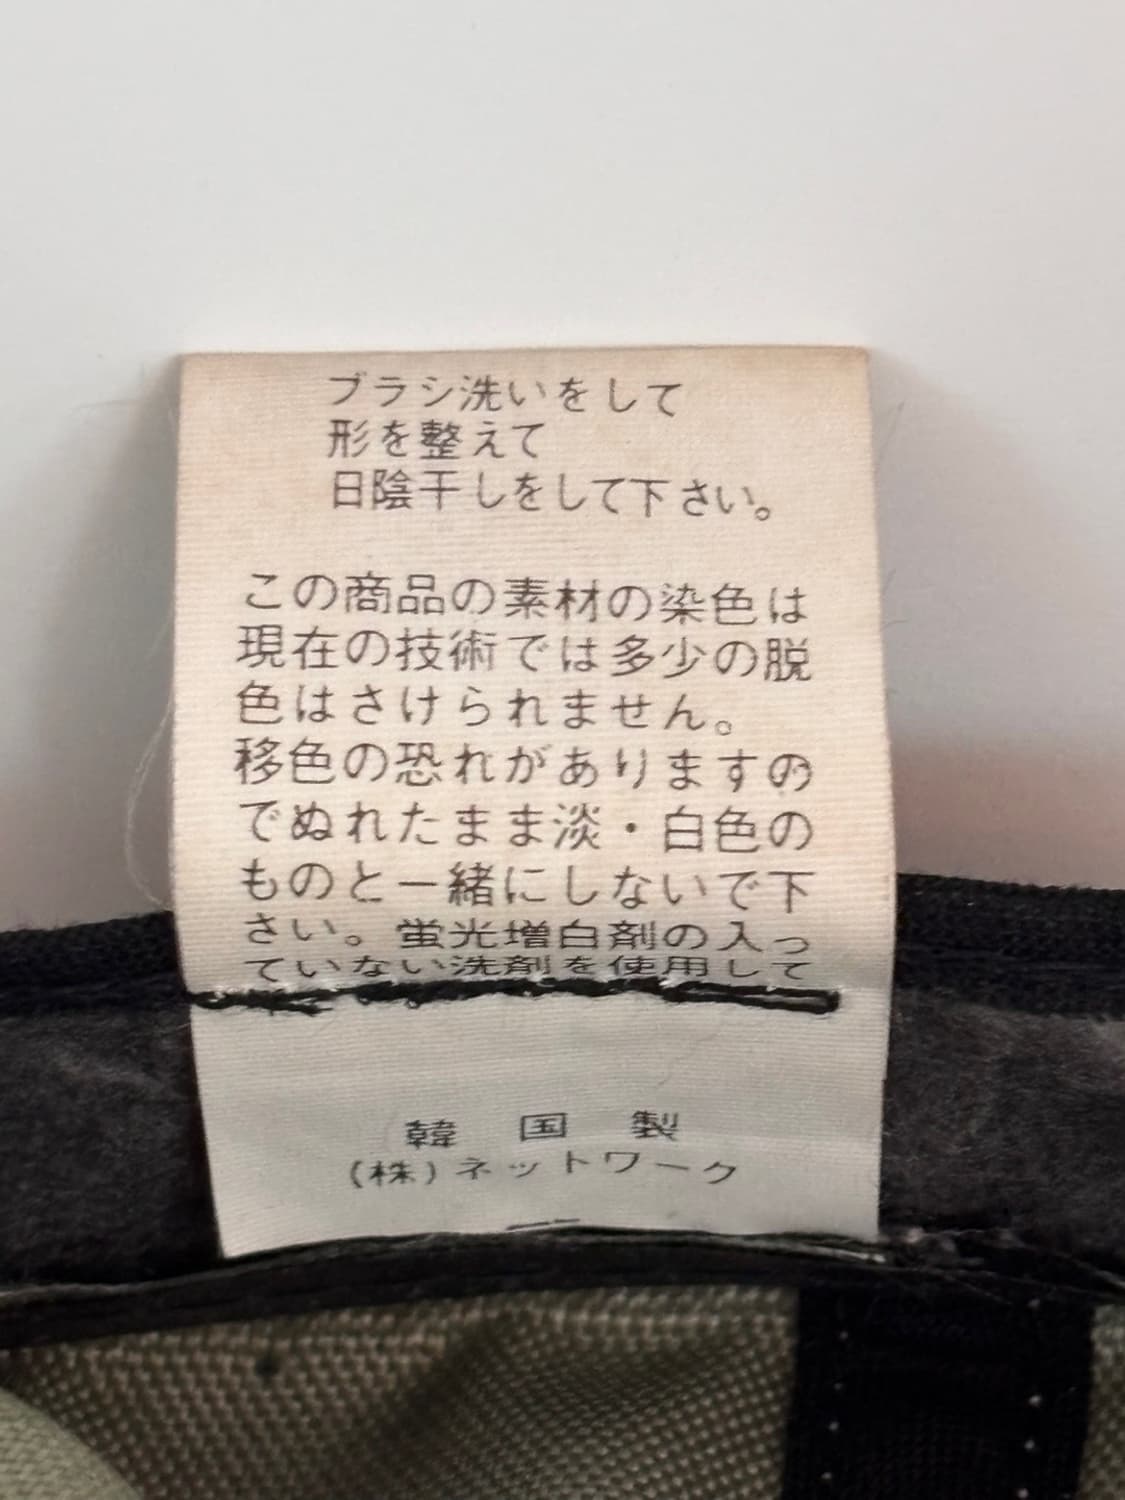 ブラシ洗いをして
形を整えて
日陰干しをして下さい。
この商品の素材の染色は
現在の技術では多少の脱
色はさけられません。
移色の恐れがありますの
でぬれたまま淡・白色の
ものと一緒にしないで下
さい。蛍光増白剤の入っ
ていない洗剤を使用して
韓国製
(株)ネットワーク